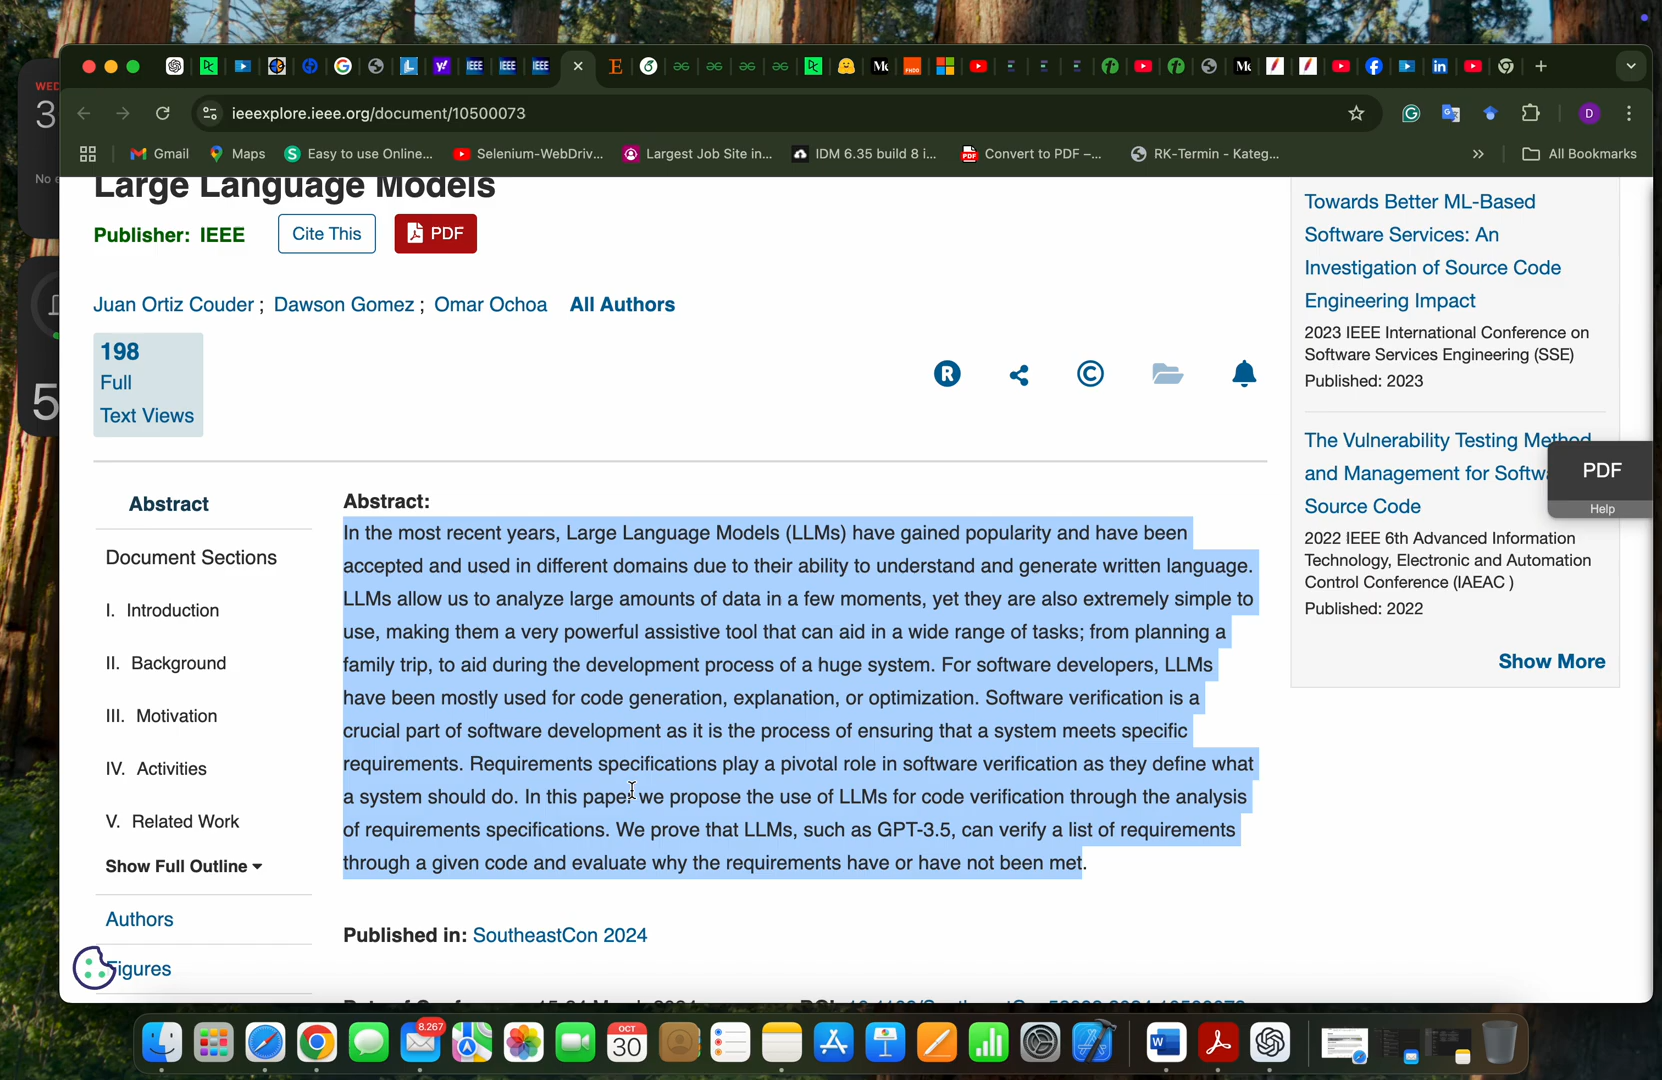 WED
3
No e
5
ieeexplore.ieee.org/document/10500073
Gmail
Maps
Easy to use Online...
Selenium-WebDriv...
Largest Job Site in...
IDM 6.35 build 8 i...
Convert to PDF –...
RK-Termin - Kateg...
All Bookmarks
Large Language Models
Publisher: IEEE
Cite This
PDF
Juan Ortiz Couder ; Dawson Gomez ; Omar Ochoa All Authors
198
Full
Text Views
Abstract
Document Sections
I. Introduction
II. Background
III. Motivation
IV. Activities
V. Related Work
Show Full Outline
Authors
Figures
Abstract:
In the most recent years, Large Language Models (LLMs) have gained popularity and have been
accepted and used in different domains due to their ability to understand and generate written language.
LLMs allow us to analyze large amounts of data in a few moments, yet they are also extremely simple to
use, making them a very powerful assistive tool that can aid in a wide range of tasks; from planning a
family trip, to aid during the development process of a huge system. For software developers, LLMs
have been mostly used for code generation, explanation, or optimization. Software verification is a
crucial part of software development as it is the process of ensuring that a system meets specific
requirements. Requirements specifications play a pivotal role in software verification as they define what
a system should do. In this paper we propose the use of LLMs for code verification through the analysis
of requirements specifications. We prove that LLMs, such as GPT-3.5, can verify a list of requirements
through a given code and evaluate why the requirements have or have not been met.
Published in: SoutheastCon 2024
Towards Better ML-Based
Software Services: An
Investigation of Source Code
Engineering Impact
2023 IEEE International Conference on
Software Services Engineering (SSE)
Published: 2023
The Vulnerability Testing Method
and Management for Softw
Source Code
2022 IEEE 6th Advanced Information
Technology, Electronic and Automation
Control Conference (IAEAC )
Published: 2022
Show More
PDF
Help
8.267
OCT
30